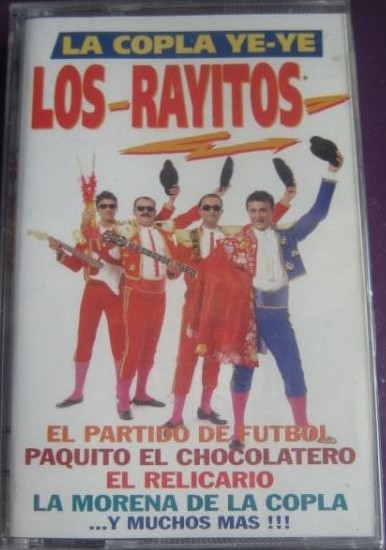 LA COPLA YE-YE
LOS-RAYITOS
EL PARTIDO DE FUTBOL
PAQUITO EL CHOCOLATERO
EL RELICARIO
LA MORENA DE LA COPLA
...Y MUCHOS MAS !!!